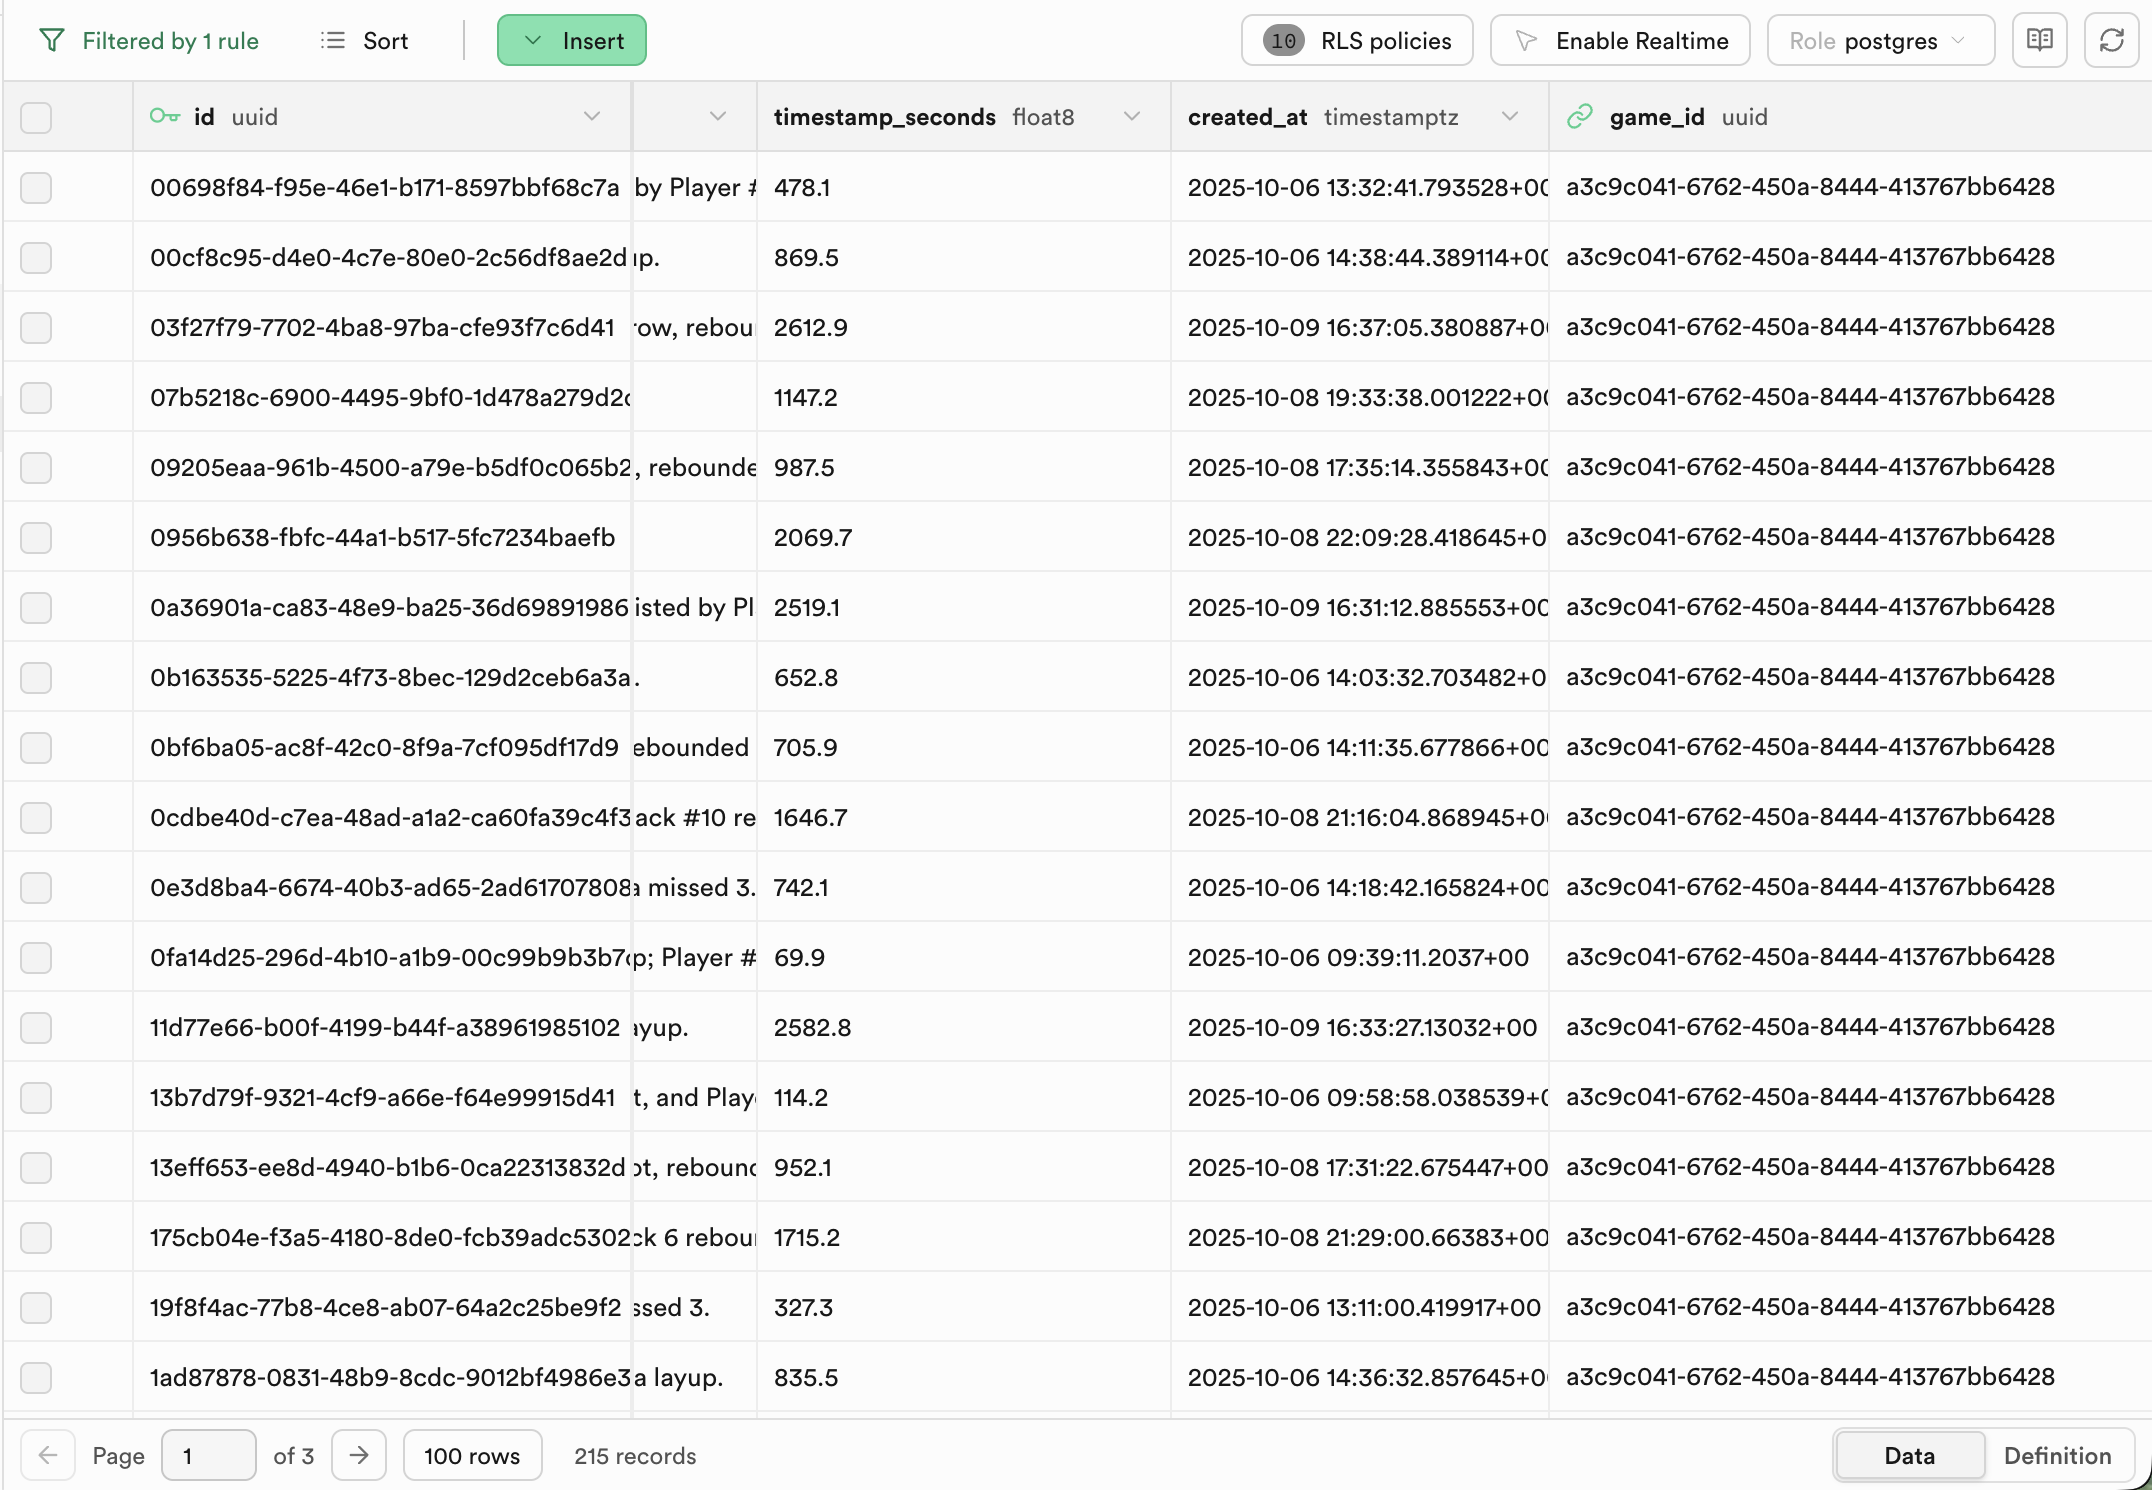 Filtered by 1 rule Sort Insert 10 RLS policies Enable Realtime Role postgres
id uuid timestamp_seconds float8 created_at timestamptz game_id uuid
00698f84-f95e-46e1-b171-8597bbf68c7a by Player # 478.1 2025-10-06 13:32:41.793528+00 a3c9c041-6762-450a-8444-413767bb6428
00cf8c95-d4e0-4c7e-80e0-2c56df8ae2d up. 869.5 2025-10-06 14:38:44.389114+00 a3c9c041-6762-450a-8444-413767bb6428
03f27f79-7702-4ba8-97ba-cfe93f7c6d41 row, rebou 2612.9 2025-10-09 16:37:05.380887+00 a3c9c041-6762-450a-8444-413767bb6428
07b5218c-6900-4495-9bf0-1d478a279d2c 1147.2 2025-10-08 19:33:38.001222+00 a3c9c041-6762-450a-8444-413767bb6428
09205eaa-961b-4500-a79e-b5df0c065b2 , rebounde 987.5 2025-10-08 17:35:14.355843+00 a3c9c041-6762-450a-8444-413767bb6428
0956b638-fbfc-44a1-b517-5fc7234baefb 2069.7 2025-10-08 22:09:28.418645+0 a3c9c041-6762-450a-8444-413767bb6428
0a36901a-ca83-48e9-ba25-36d69891986 isted by Pl 2519.1 2025-10-09 16:31:12.885553+00 a3c9c041-6762-450a-8444-413767bb6428
0b163535-5225-4f73-8bec-129d2ceb6a3a . 652.8 2025-10-06 14:03:32.703482+0 a3c9c041-6762-450a-8444-413767bb6428
0bf6ba05-ac8f-42c0-8f9a-7cf095df17d9 ebounded 705.9 2025-10-06 14:11:35.677866+00 a3c9c041-6762-450a-8444-413767bb6428
0cdbe40d-c7ea-48ad-a1a2-ca60fa39c4f3 ack #10 re 1646.7 2025-10-08 21:16:04.868945+00 a3c9c041-6762-450a-8444-413767bb6428
0e3d8ba4-6674-40b3-ad65-2ad61707808 a missed 3. 742.1 2025-10-06 14:18:42.165824+00 a3c9c041-6762-450a-8444-413767bb6428
0fa14d25-296d-4b10-a1b9-00c99b9b3b7c p; Player # 69.9 2025-10-06 09:39:11.2037+00 a3c9c041-6762-450a-8444-413767bb6428
11d77e66-b00f-4199-b44f-a38961985102 ayup. 2582.8 2025-10-09 16:33:27.13032+00 a3c9c041-6762-450a-8444-413767bb6428
13b7d79f-9321-4cf9-a66e-f64e99915d41 t, and Play 114.2 2025-10-06 09:58:58.038539+0 a3c9c041-6762-450a-8444-413767bb6428
13eff653-ee8d-4940-b1b6-0ca22313832d ot, rebound 952.1 2025-10-08 17:31:22.675447+00 a3c9c041-6762-450a-8444-413767bb6428
175cb04e-f3a5-4180-8de0-fcb39adc5302 ck 6 rebou 1715.2 2025-10-08 21:29:00.66383+00 a3c9c041-6762-450a-8444-413767bb6428
19f8f4ac-77b8-4ce8-ab07-64a2c25be9f2 ssed 3. 327.3 2025-10-06 13:11:00.419917+00 a3c9c041-6762-450a-8444-413767bb6428
1ad87878-0831-48b9-8cdc-9012bf4986e3 a layup. 835.5 2025-10-06 14:36:32.857645+0 a3c9c041-6762-450a-8444-413767bb6428
Page 1 of 3 100 rows 215 records Data Definition